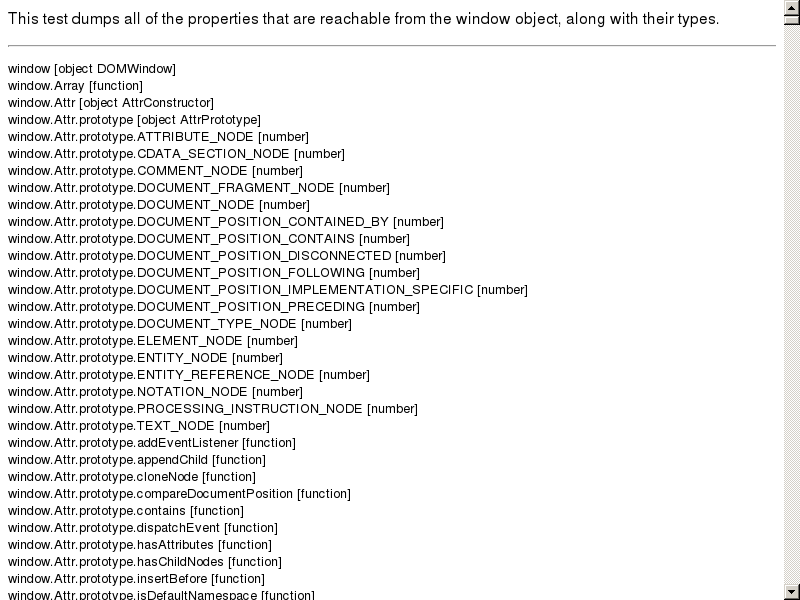 This test dumps all of the properties that are reachable from the window object, along with their types.
window [object DOMWindow]
window.Array [function]
window.Attr [object AttrConstructor]
window.Attr.prototype [object AttrPrototype]
window.Attr.prototype.ATTRIBUTE_NODE [number]
window.Attr.prototype.CDATA_SECTION_NODE [number]
window.Attr.prototype.COMMENT_NODE [number]
window.Attr.prototype.DOCUMENT_FRAGMENT_NODE [number]
window.Attr.prototype.DOCUMENT_NODE [number]
window.Attr.prototype.DOCUMENT_POSITION_CONTAINED_BY [number]
window.Attr.prototype.DOCUMENT_POSITION_CONTAINS [number]
window.Attr.prototype.DOCUMENT_POSITION_DISCONNECTED [number]
window.Attr.prototype.DOCUMENT_POSITION_FOLLOWING [number]
window.Attr.prototype.DOCUMENT_POSITION_IMPLEMENTATION_SPECIFIC [number]
window.Attr.prototype.DOCUMENT_POSITION_PRECEDING [number]
window.Attr.prototype.DOCUMENT_TYPE_NODE [number]
window.Attr.prototype.ELEMENT_NODE [number]
window.Attr.prototype.ENTITY_NODE [number]
window.Attr.prototype.ENTITY_REFERENCE_NODE [number]
window.Attr.prototype.NOTATION_NODE [number]
window.Attr.prototype.PROCESSING_INSTRUCTION_NODE [number]
window.Attr.prototype.TEXT_NODE [number]
window.Attr.prototype.addEventListener [function]
window.Attr.prototype.appendChild [function]
window.Attr.prototype.cloneNode [function]
window.Attr.prototype.compareDocumentPosition [function]
window.Attr.prototype.contains [function]
window.Attr.prototype.dispatchEvent [function]
window.Attr.prototype.hasAttributes [function]
window.Attr.prototype.hasChildNodes [function]
window.Attr.prototype.insertBefore [function]
window.Attr.prototype.isDefaultNamespace [function]